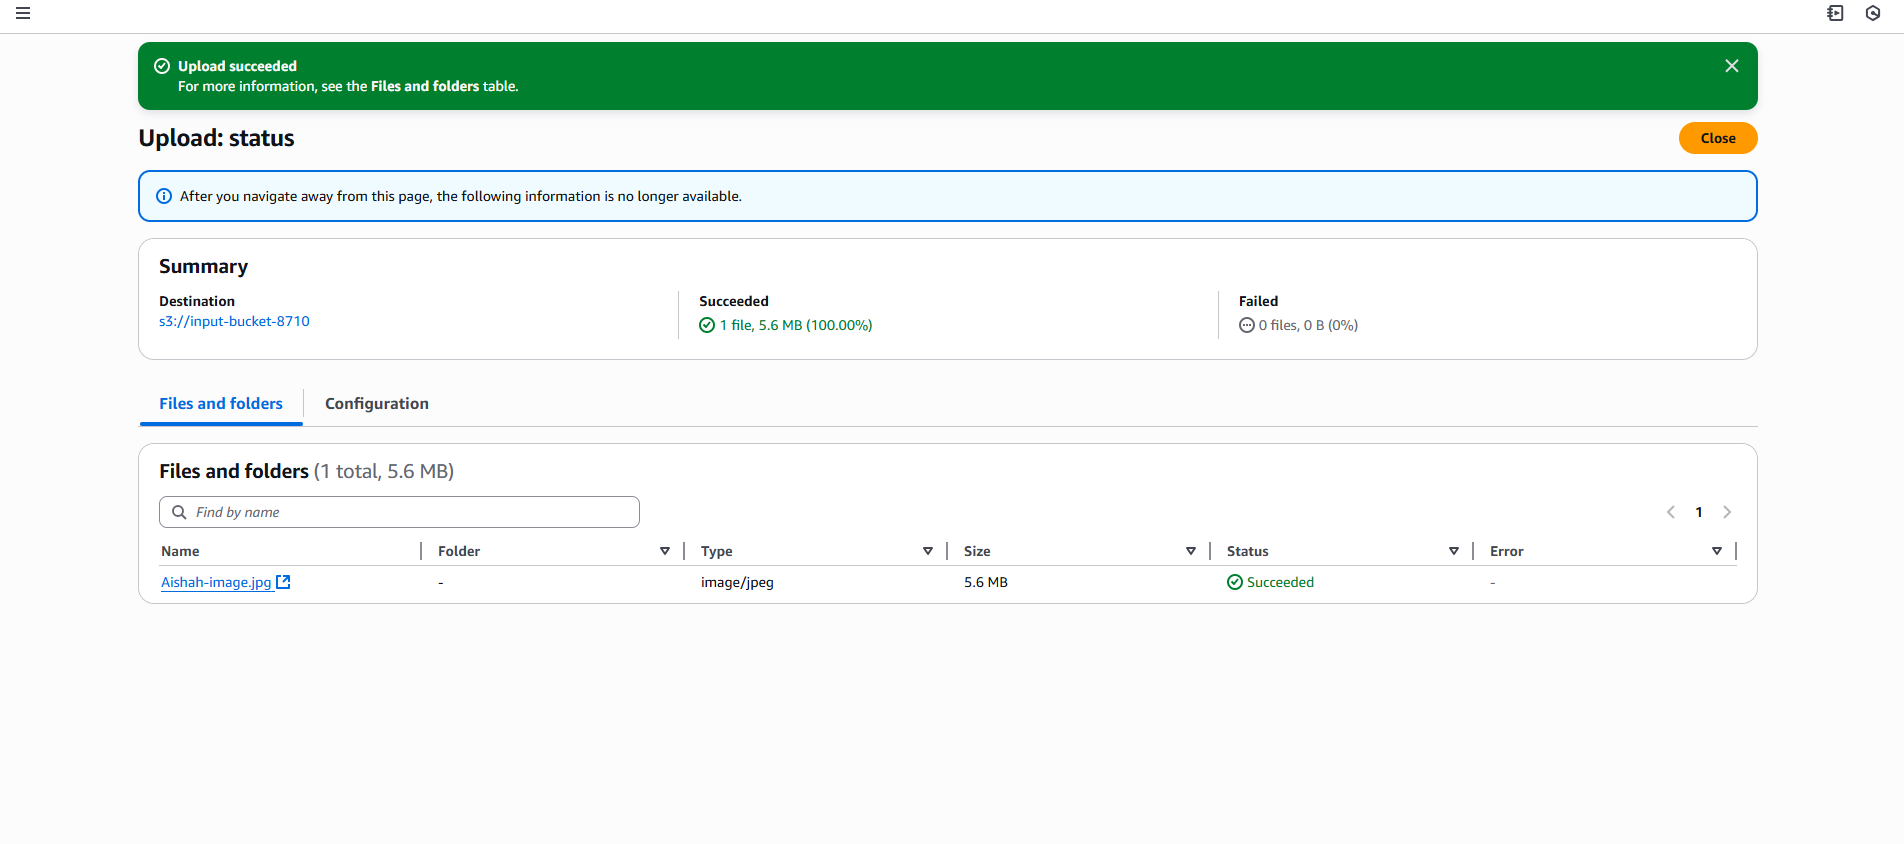 Upload succeeded
For more information, see the Files and folders table.
Upload: status
Close
After you navigate away from this page, the following information is no longer available.
Summary
Destination
s3://input-bucket-8710
Succeeded
1 file, 5.6 MB (100.00%)
Failed
0 files, 0 B (0%)
Files and folders
Configuration
Files and folders (1 total, 5.6 MB)
Find by name
1
Name Folder Type Size Status Error
Aishah-image.jpg - image/jpeg 5.6 MB Succeeded -